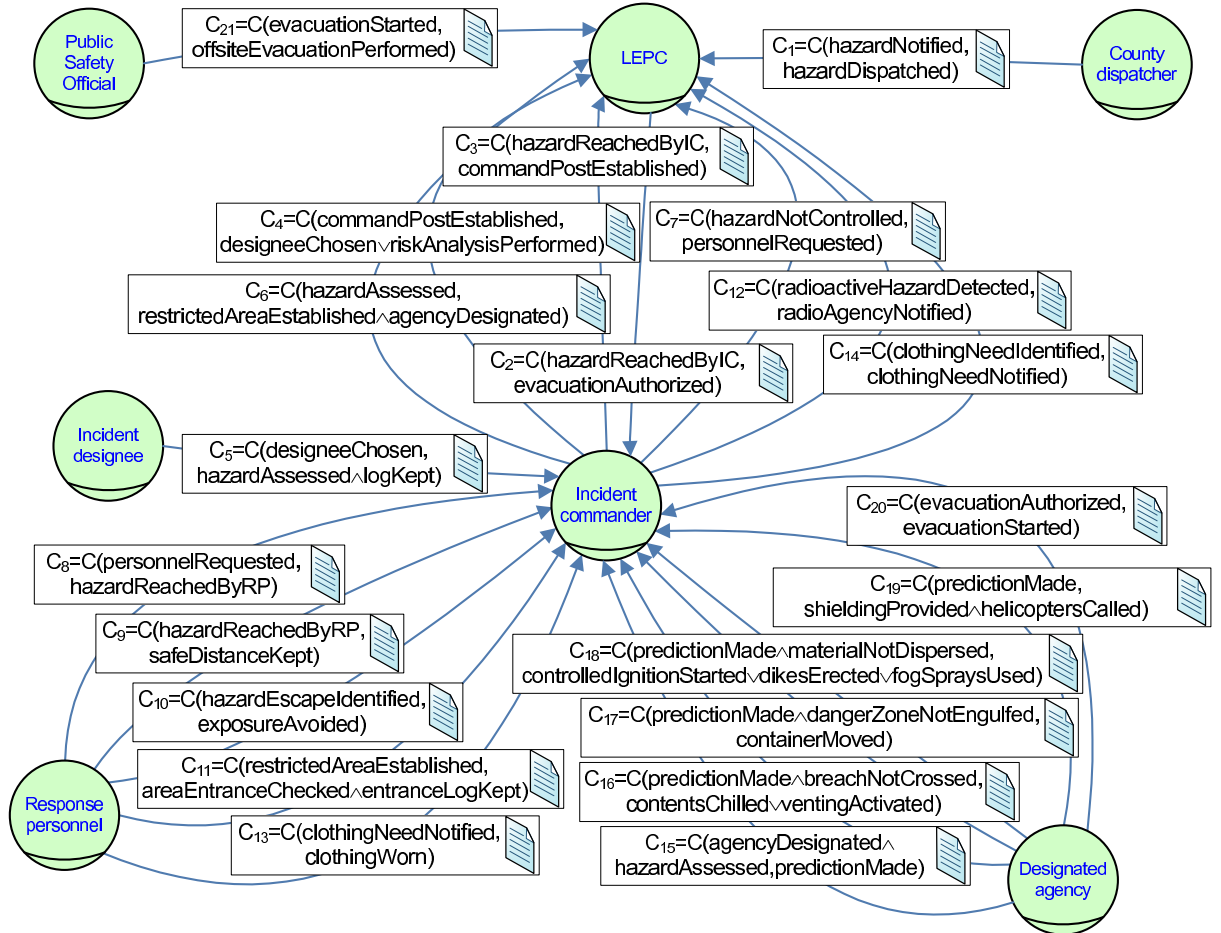 Public
Safety
Official
C₂₁=C(evacuationStarted,
offsiteEvacuationPerformed)
LEPC
C₁=C(hazardNotified,
hazardDispatched)
County
dispatcher
C₃=C(hazardReachedByIC,
commandPostEstablished)
C₄=C(commandPostEstablished,
designeeChosen∨riskAnalysisPerformed)
C₇=C(hazardNotControlled,
personnelRequested)
C₆=C(hazardAssessed,
restrictedAreaEstablished∧agencyDesignated)
C₁₂=C(radioactiveHazardDetected,
radioAgencyNotified)
C₂=C(hazardReachedByIC,
evacuationAuthorized)
C₁₄=C(clothingNeedIdentified,
clothingNeedNotified)
Incident
designee
C₅=C(designeeChosen,
hazardAssessed∧logKept)
Incident
commander
C₂₀=C(evacuationAuthorized,
evacuationStarted)
C₈=C(personnelRequested,
hazardReachedByRP)
C₁₉=C(predictionMade,
shieldingProvided∧helicoptersCalled)
C₉=C(hazardReachedByRP,
safeDistanceKept)
C₁₈=C(predictionMade∧materialNotDispersed,
controlledIgnitionStarted∨dikesErected∨fogSpraysUsed)
C₁₀=C(hazardEscapeIdentified,
exposureAvoided)
C₁₇=C(predictionMade∧dangerZoneNotEngulfed,
containerMoved)
C₁₁=C(restrictedAreaEstablished,
areaEntranceChecked∧entranceLogKept)
C₁₆=C(predictionMade∧breachNotCrossed,
contentsChilled∨ventingActivated)
Response
personnel
C₁₃=C(clothingNeedNotified,
clothingWorn)
C₁₅=C(agencyDesignated∧
hazardAssessed,predictionMade)
Designated
agency